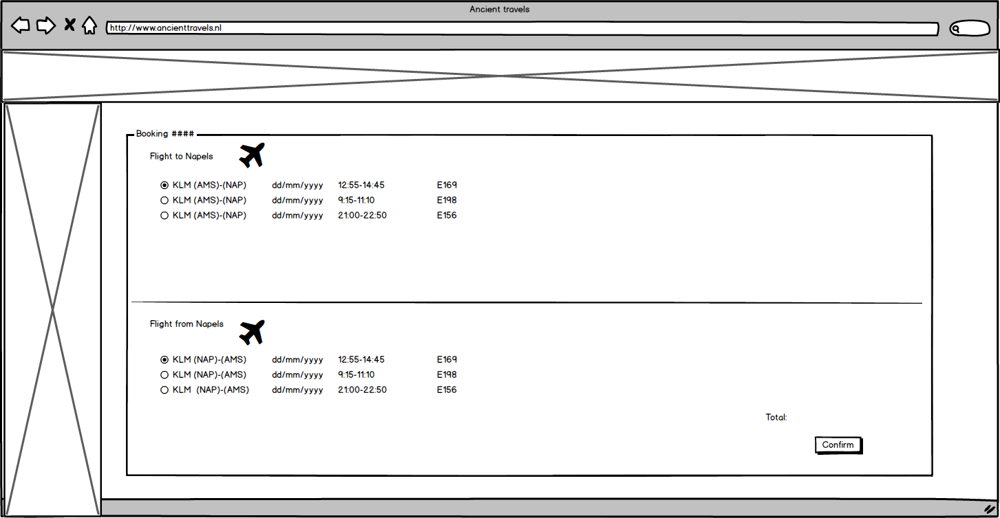 Ancient travels
http://www.ancienttravels.nl
Booking ####
Flight to Napels
KLM (AMS)-(NAP) dd/mm/yyyy 12:55-14:45 E169
KLM (AMS)-(NAP) dd/mm/yyyy 9:15-11:10 E198
KLM (AMS)-(NAP) dd/mm/yyyy 21:00-22:50 E156
Flight from Napels
KLM (NAP)-(AMS) dd/mm/yyyy 12:55-14:45 E169
KLM (NAP)-(AMS) dd/mm/yyyy 9:15-11:10 E198
KLM (NAP)-(AMS) dd/mm/yyyy 21:00-22:50 E156
Total:
Confirm